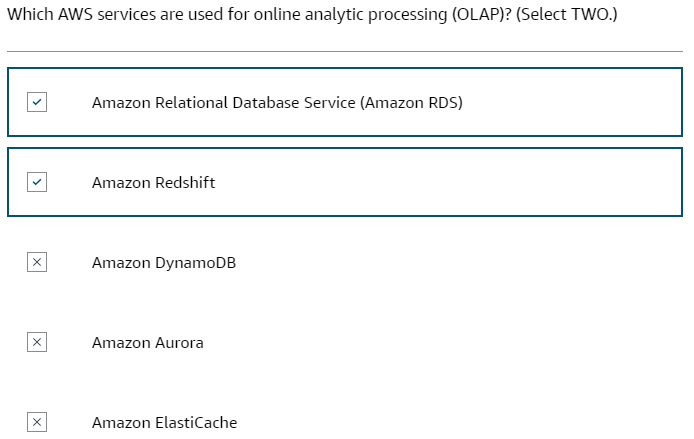 Which AWS services are used for online analytic processing (OLAP)? (Select TWO.)
Amazon Relational Database Service (Amazon RDS)
Amazon Redshift
Amazon DynamoDB
Amazon Aurora
Amazon ElastiCache